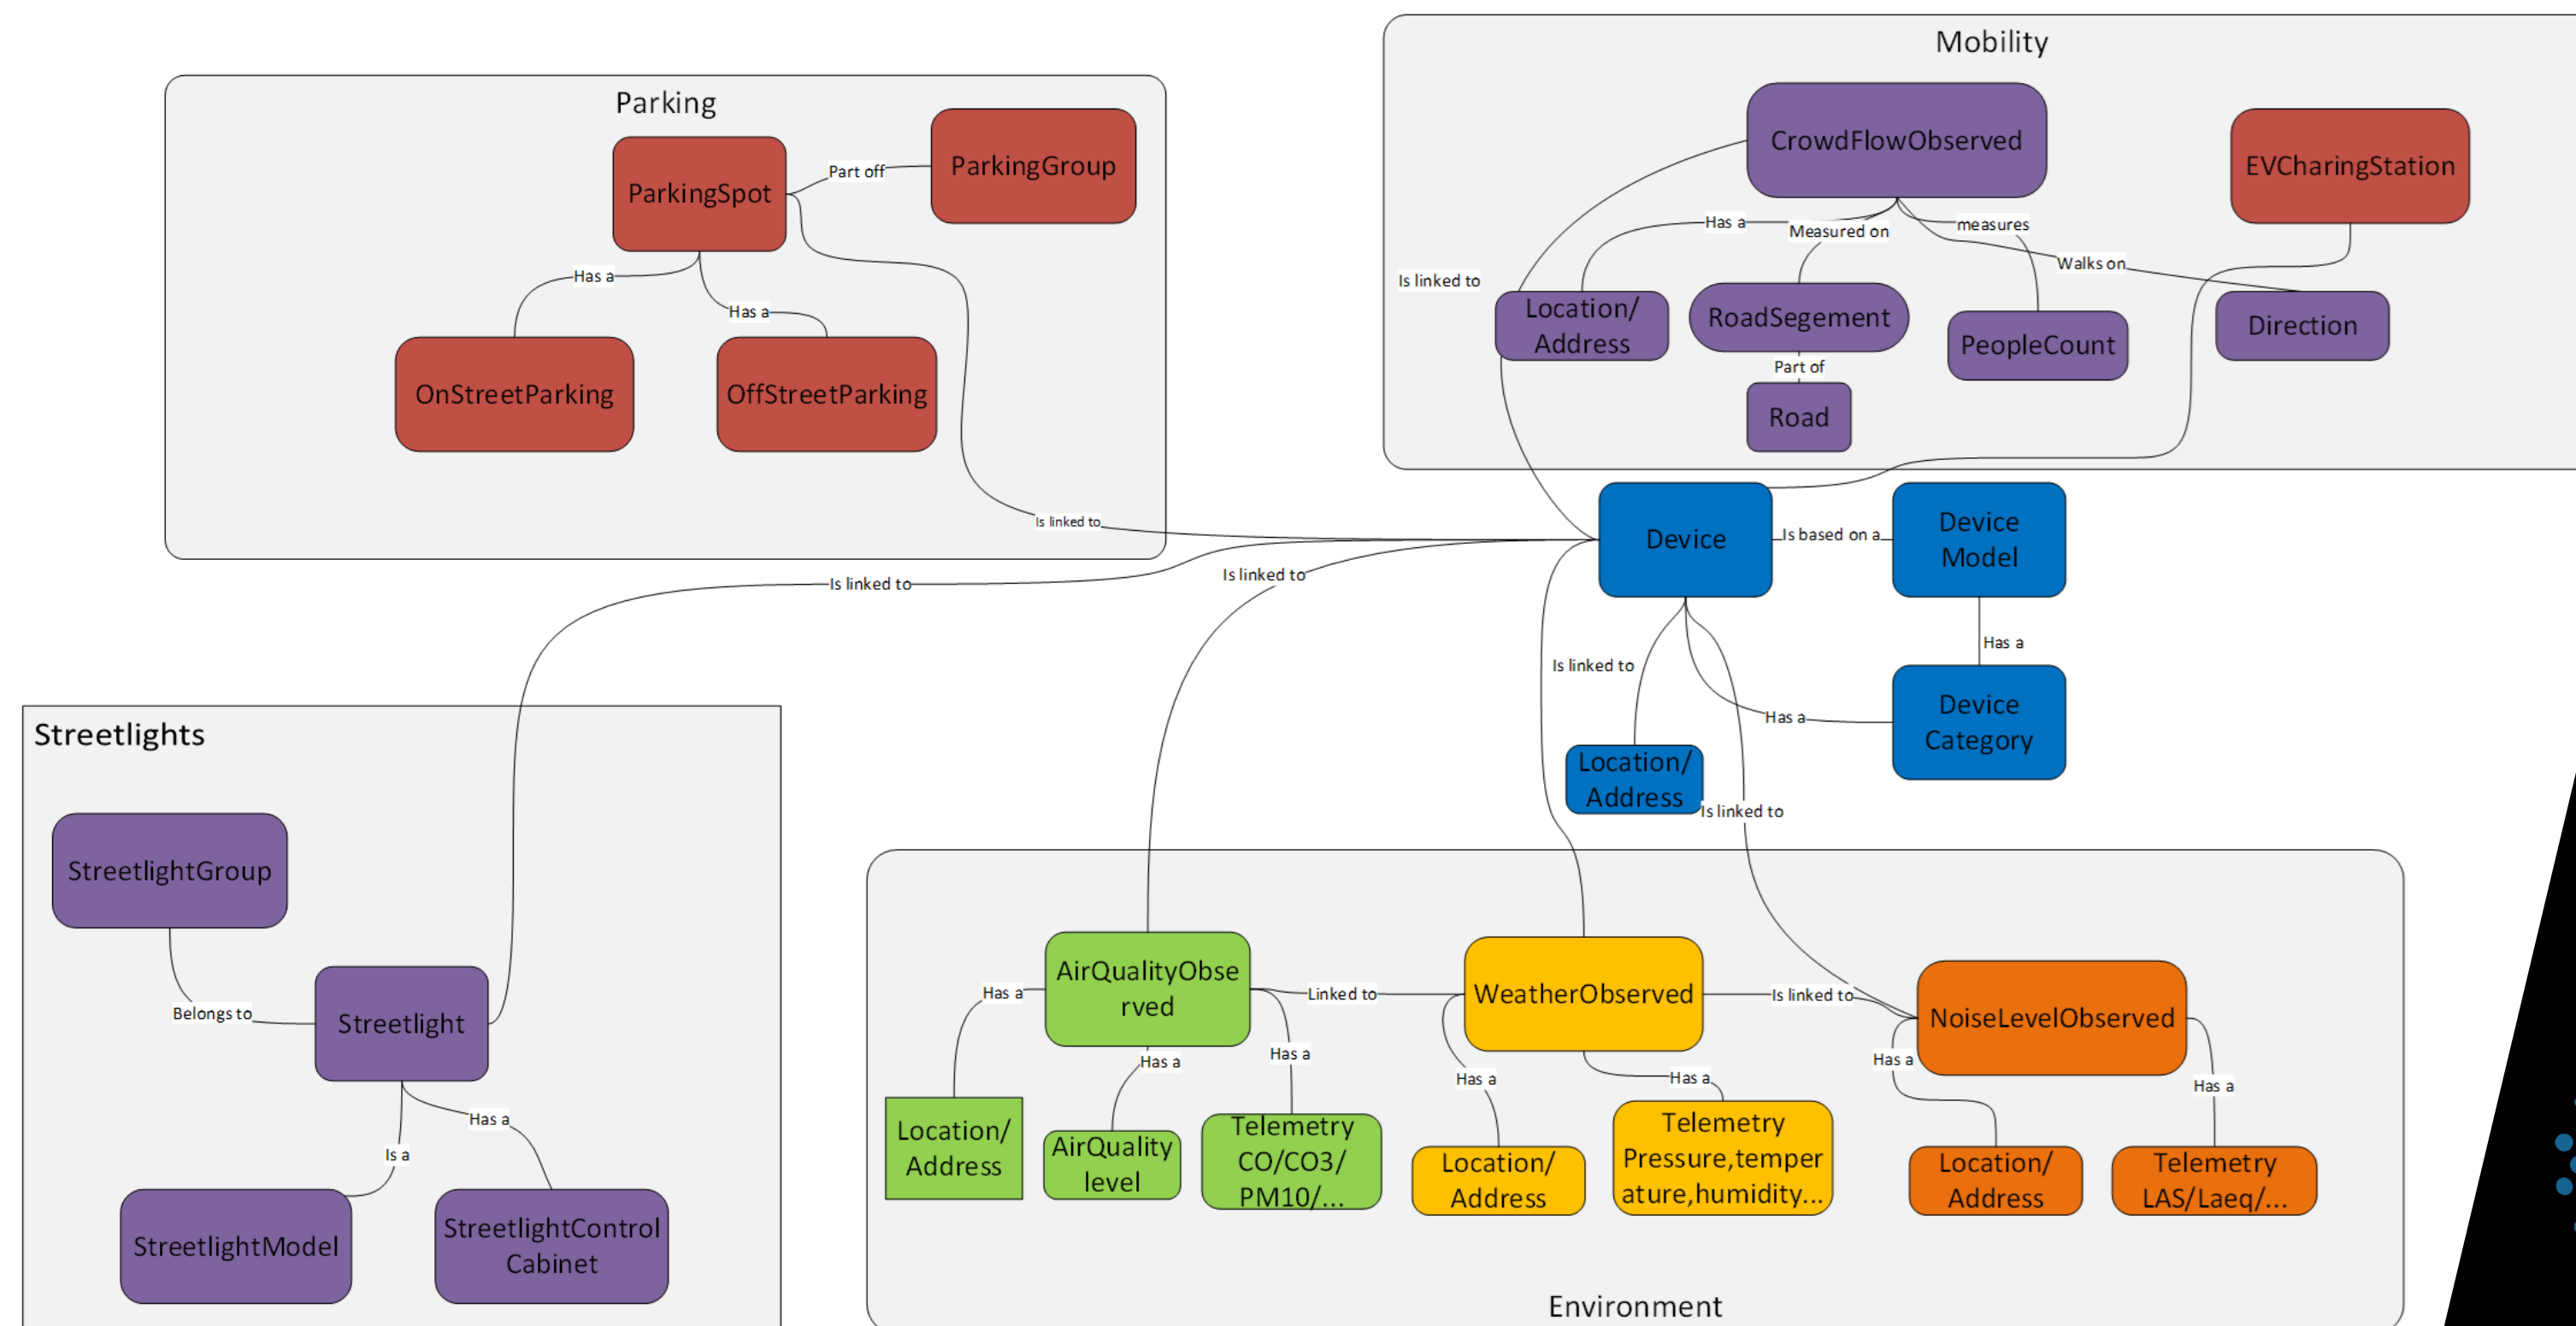 Parking
ParkingSpot
Part off
ParkingGroup
Has a
Has a
OnStreetParking
OffStreetParking
Is linked to
Mobility
CrowdFlowObserved
EVCharingStation
Has a
Measured on
measures
Walks on
Is linked to
Location/
Address
RoadSegement
PeopleCount
Direction
Part of
Road
Device
Is based on a
Device
Model
Has a
Device
Category
Has a
Is linked to
Location/
Address
Is linked to
Is linked to
Is linked to
Streetlights
StreetlightGroup
Belongs to
Streetlight
Is a
Has a
StreetlightModel
StreetlightControl
Cabinet
AirQualityObse
rved
Linked to
WeatherObserved
Is linked to
NoiseLevelObserved
Has a
Has a
Has a
Has a
Has a
Has a
Has a
Location/
Address
AirQuality
level
Telemetry
CO/CO3/
PM10/...
Location/
Address
Telemetry
Pressure,temper
ature,humidity...
Location/
Address
Telemetry
LAS/Laeq/...
Environment